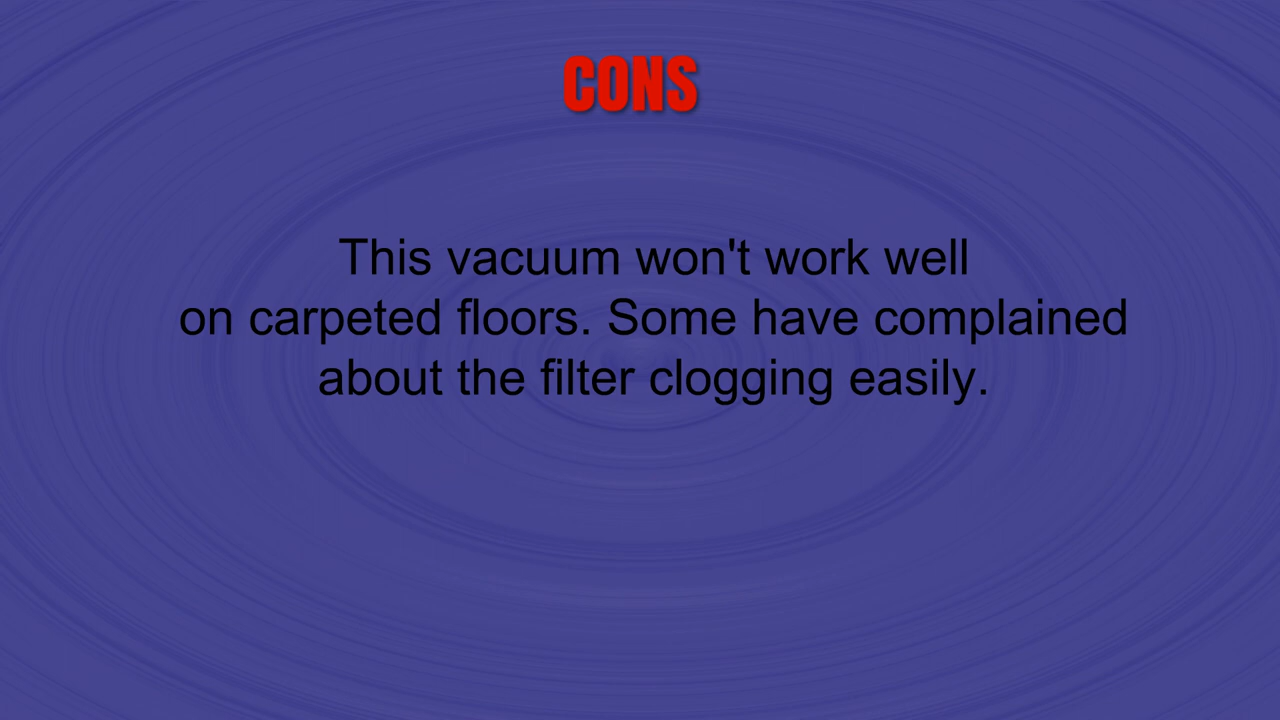 CONS
This vacuum won't work well
on carpeted floors. Some have complained
about the filter clogging easily.